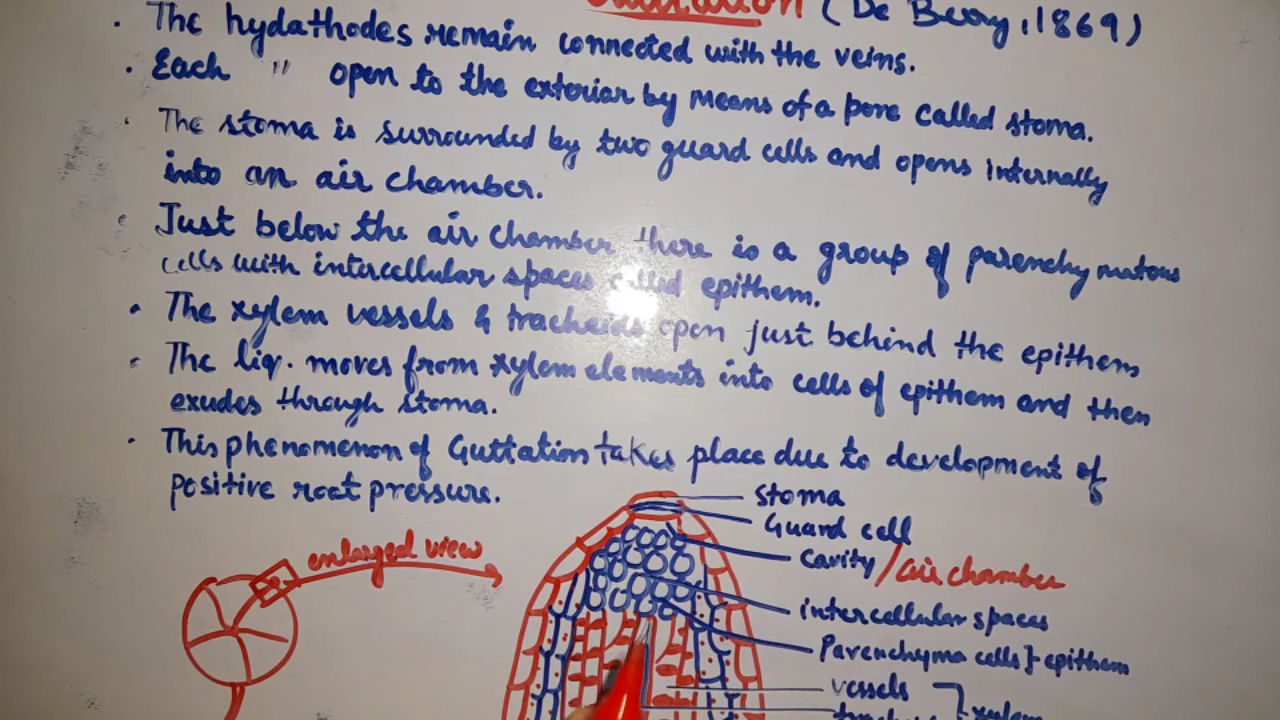 Guttation (De Berry, 1869)
• The hydathodes remain connected with the veins.
• Each " open to the exterior by means of a pore called stoma.
• The stoma is surrounded by two guard cells and opens internally
into an air chamber.
• Just below the air chamber there is a group of parenchymatous
cells with intercellular spaces called epithem.
• The xylem vessels & tracheids open just behind the epithem
• The liq. moves from xylem elements into cells of epithem and then
exudes through stoma.
• This phenomenon of Guttation takes place due to development of
positive root pressure.
stoma
Guard cell
Cavity/air chamber
enlarged view
intercellular spaces
Parenchyma cells} epithem
vessels
xylem